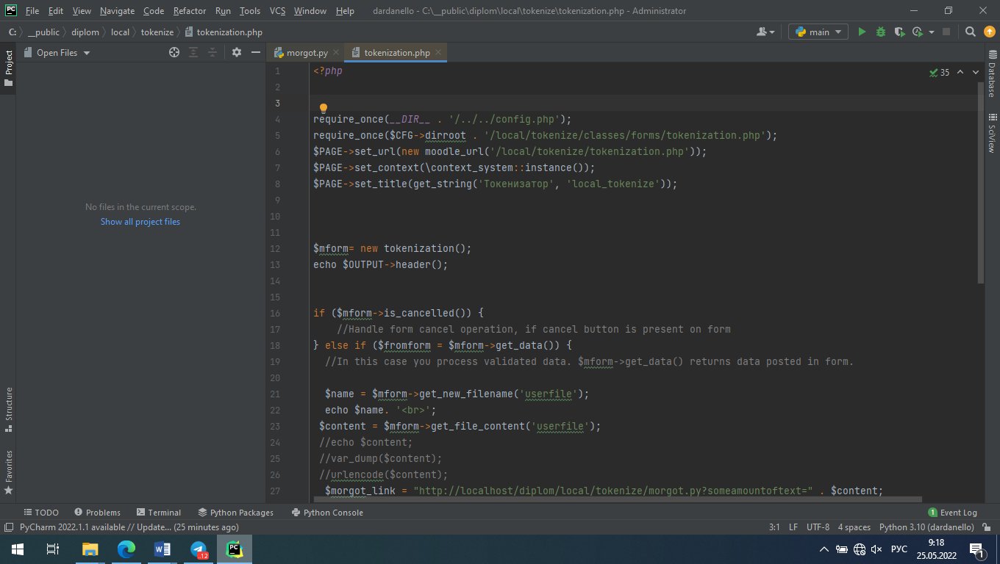 PC File Edit View Navigate Code Refactor Run Tools VCS Window Help dardanello - C:\__public\diplom\local\tokenize\tokenization.php - Administrator
C: __public diplom local tokenize tokenization.php main
Project Open Files morgot.py tokenization.php
1 <?php 35
2
3
4 require_once(__DIR__ . '/../../config.php');
5 require_once($CFG->dirroot . '/local/tokenize/classes/forms/tokenization.php');
6 $PAGE->set_url(new moodle_url('/local/tokenize/tokenization.php'));
7 $PAGE->set_context(\context_system::instance());
8 $PAGE->set_title(get_string('Токенизатор', 'local_tokenize'));
9
10
11
12 $mform= new tokenization();
13 echo $OUTPUT->header();
14
15
16 if ($mform->is_cancelled()) {
17 //Handle form cancel operation, if cancel button is present on form
18 } else if ($fromform = $mform->get_data()) {
19 //In this case you process validated data. $mform->get_data() returns data posted in form.
20
21 $name = $mform->get_new_filename('userfile');
22 echo $name. '<br>';
23 $content = $mform->get_file_content('userfile');
24 //echo $content;
25 //var_dump($content);
26 //urlencode($content);
27 $morgot_link = "http://localhost/diplom/local/tokenize/morgot.py?someamountoftext=" . $content;
No files in the current scope.
Show all project files
Structure
Favorites
Database
SciView
TODO Problems Terminal Python Packages Python Console 1 Event Log
PyCharm 2022.1.1 available // Update... (25 minutes ago) 3:1 LF UTF-8 4 spaces Python 3.10 (dardanello)
W .12 PC РУС 9:18
25.05.2022 1